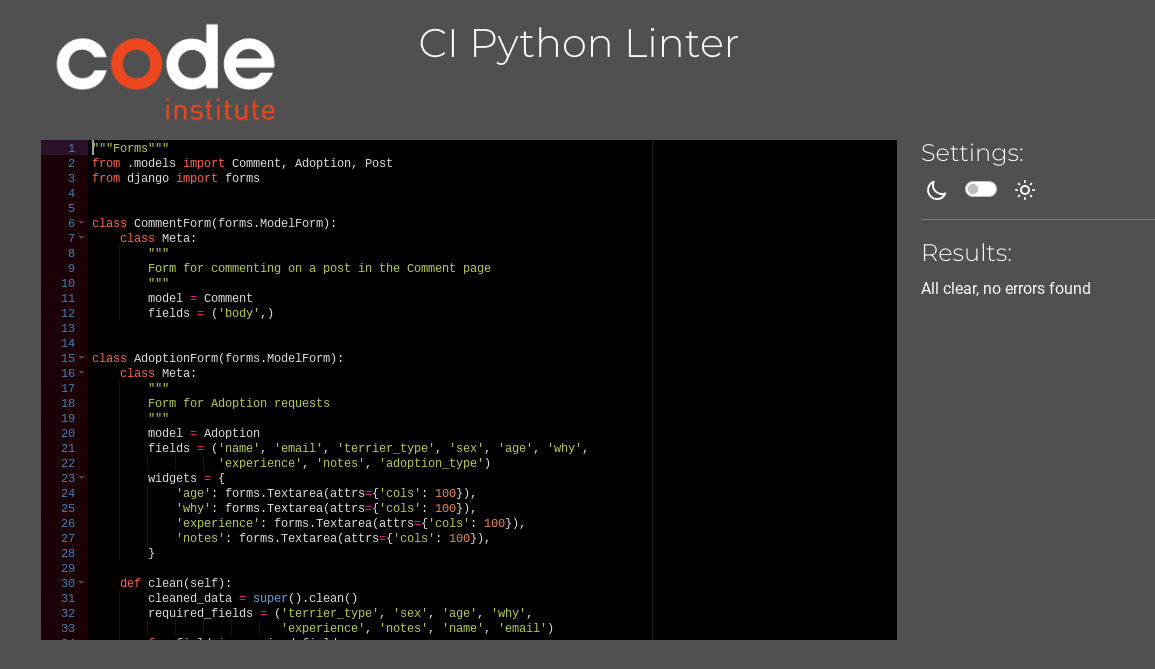 code
institute
CI Python Linter
1 """Forms"""
2 from .models import Comment, Adoption, Post
3 from django import forms
4
5
6 class CommentForm(forms.ModelForm):
7     class Meta:
8         """
9         Form for commenting on a post in the Comment page
10         """
11         model = Comment
12         fields = ('body',)
13
14
15 class AdoptionForm(forms.ModelForm):
16     class Meta:
17         """
18         Form for Adoption requests
19         """
20         model = Adoption
21         fields = ('name', 'email', 'terrier_type', 'sex', 'age', 'why',
22                   'experience', 'notes', 'adoption_type')
23         widgets = {
24             'age': forms.Textarea(attrs={'cols': 100}),
25             'why': forms.Textarea(attrs={'cols': 100}),
26             'experience': forms.Textarea(attrs={'cols': 100}),
27             'notes': forms.Textarea(attrs={'cols': 100}),
28         }
29
30     def clean(self):
31         cleaned_data = super().clean()
32         required_fields = ('terrier_type', 'sex', 'age', 'why',
33                            'experience', 'notes', 'name', 'email')
Settings:
Results:
All clear, no errors found